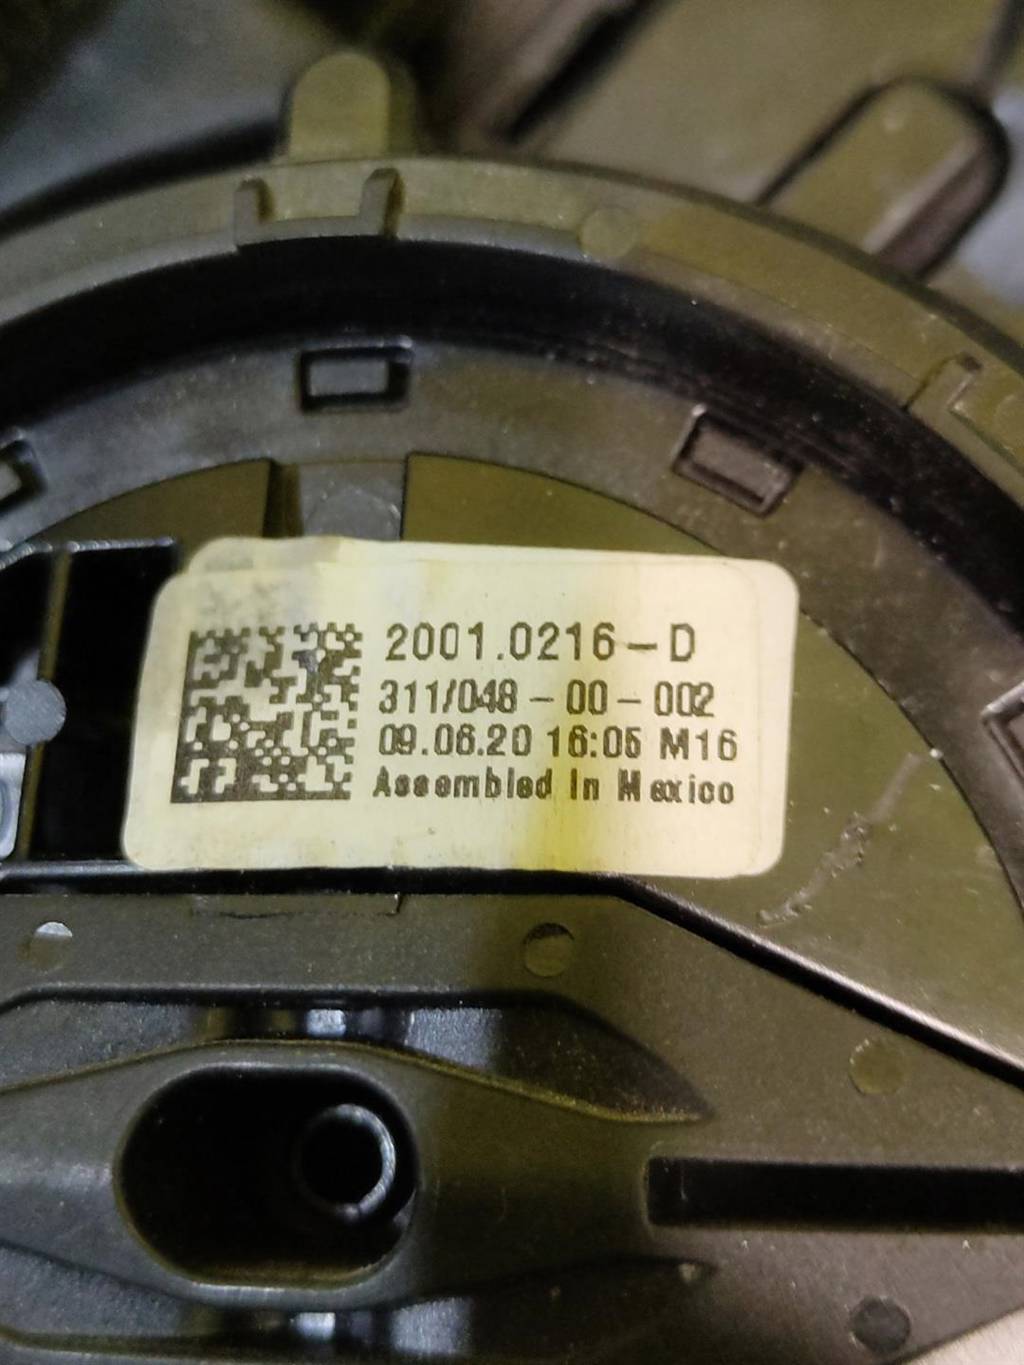 2001.0216-D
311/048-00-002
09.06.20 16:05 M16
Assembled in Mexico